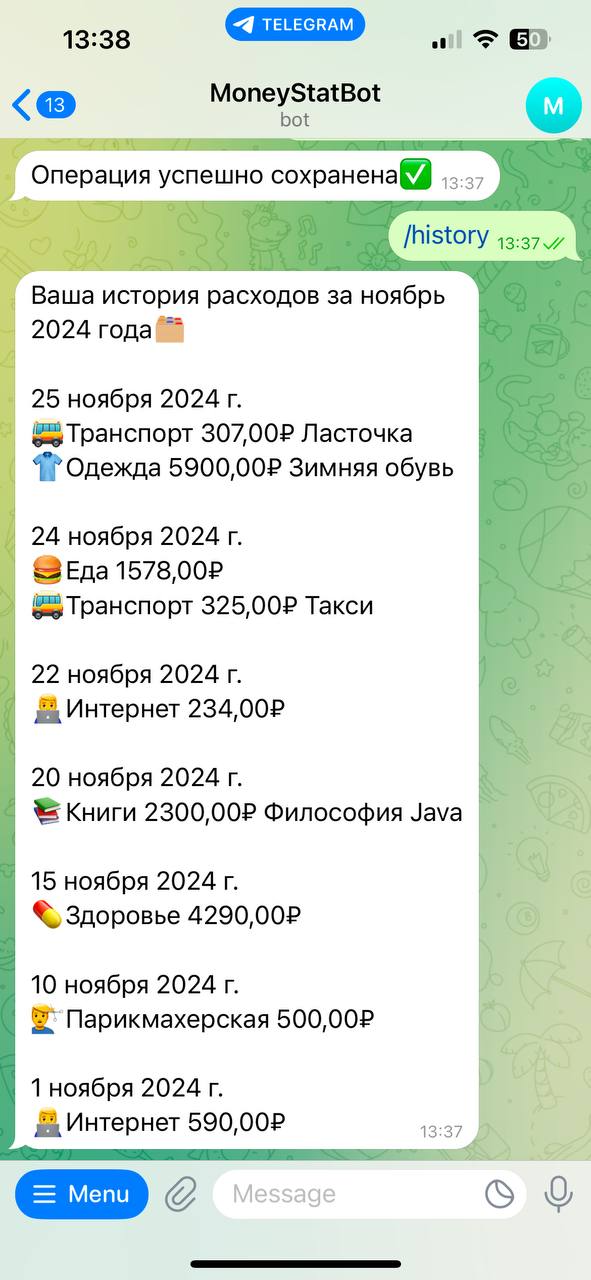 13:38
TELEGRAM
50
13
MoneyStatBot
bot
M
Операция успешно сохранена✅ 13:37
/history 13:37
Ваша история расходов за ноябрь
2024 года🗂️
25 ноября 2024 г.
🚌Транспорт 307,00₽ Ласточка
👕Одежда 5900,00₽ Зимняя обувь
24 ноября 2024 г.
🍔Еда 1578,00₽
🚌Транспорт 325,00₽ Такси
22 ноября 2024 г.
👨‍💻Интернет 234,00₽
20 ноября 2024 г.
📚Книги 2300,00₽ Философия Java
15 ноября 2024 г.
💊Здоровье 4290,00₽
10 ноября 2024 г.
💇‍♂️Парикмахерская 500,00₽
1 ноября 2024 г.
👨‍💻Интернет 590,00₽
13:37
Menu
Message